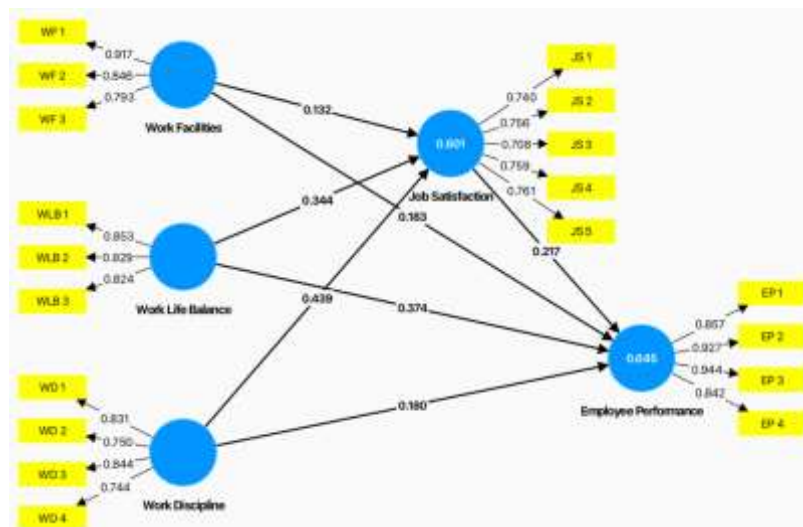 WF 1
WF 2
WF 3
0.917
0.846
0.793
Work Facilities
WLB 1
WLB 2
WLB 3
0.853
0.829
0.824
Work Life Balance
WD 1
WD 2
WD 3
WD 4
0.831
0.750
0.844
0.744
Work Discipline
0.132
0.344
0.439
0.183
0.374
0.180
0.217
0.601
Job Satisfaction
0.740
0.756
0.708
0.759
0.761
JS 1
JS 2
JS 3
JS 4
JS 5
0.645
Employee Performance
0.857
0.927
0.944
0.842
EP 1
EP 2
EP 3
EP 4